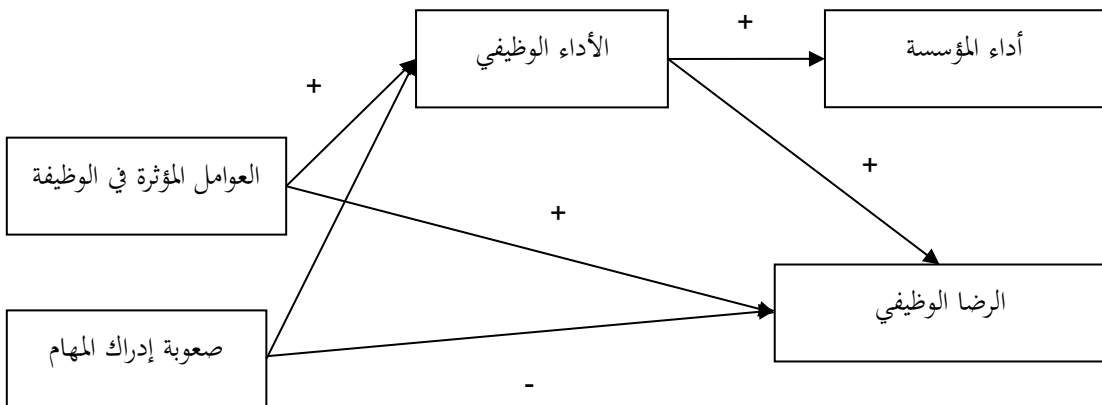 أداء المؤسسة
+
الأداء الوظيفي
+
العوامل المؤثرة في الوظيفة
+
+
الرضا الوظيفي
صعوبة إدراك المهام
-